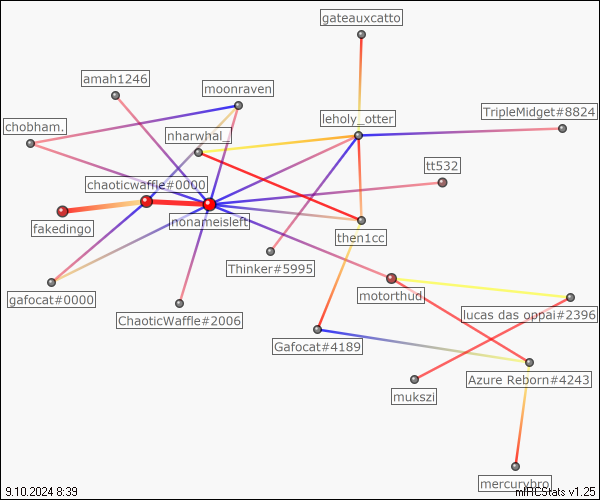 gateauxcatto
amah1246
moonraven
TripleMidget#8824
leholy_otter
chobham.
nharwhal_
tt532
chaoticwaffle#0000
nonameisleft
fakedingo
then1cc
Thinker#5995
gafocat#0000
motorthud
ChaoticWaffle#2006
lucas das oppai#2396
Gafocat#4189
Azure Reborn#4243
mukszi
mercurybro
9.10.2024 8:39
mIRCStats v1.25